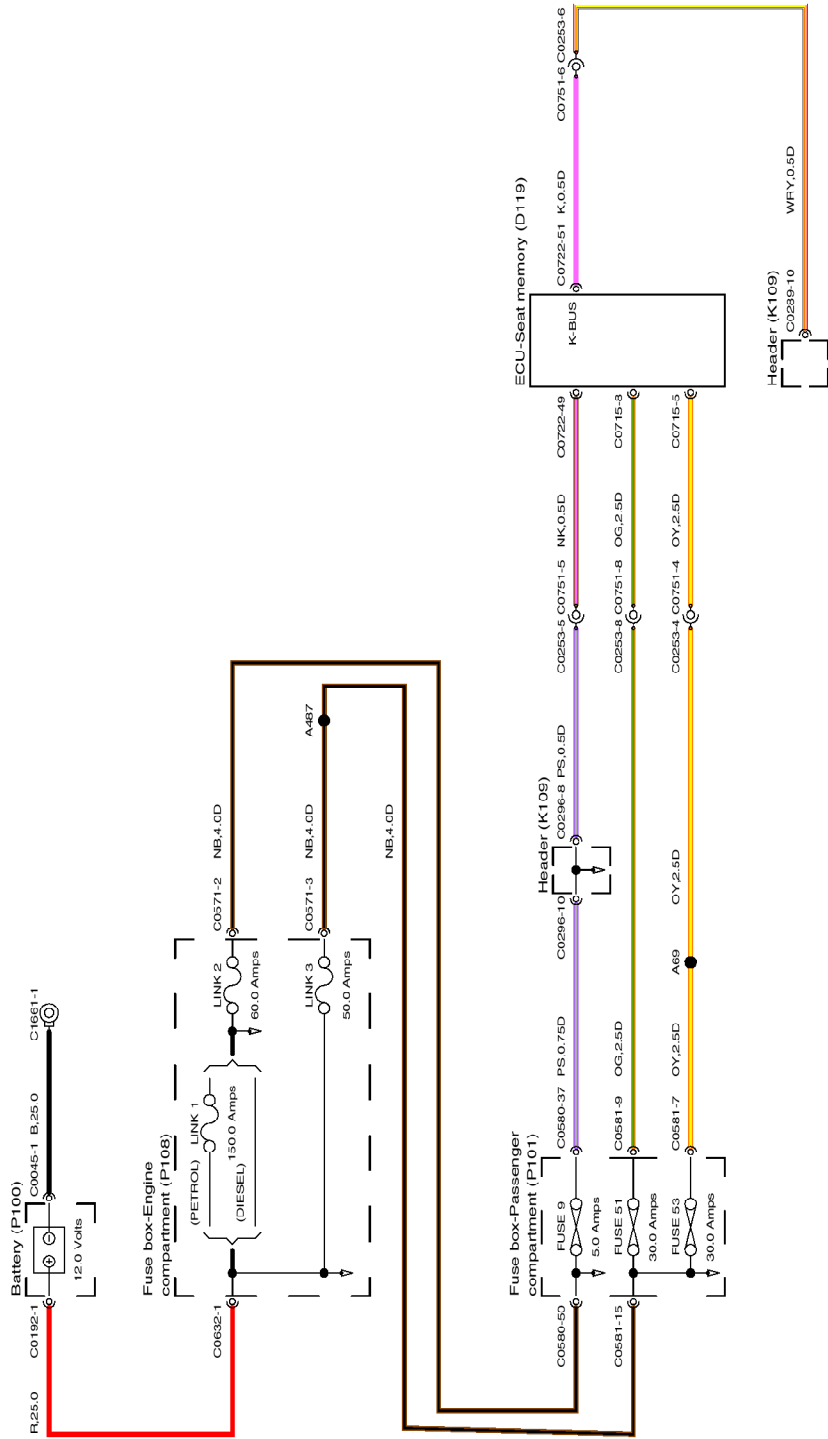 Battery (P100)
12.0 Volts
C0192-1
R,25.0
C0045-1 B,25.0
C1661-1
Fuse box-Engine
compartment (P108)
C0632-1
(PETROL)
LINK 1
150.0 Amps
(DIESEL)
LINK 2
60.0 Amps
C0571-2
NB,4.0D
LINK 3
50.0 Amps
C0571-3
NB,4.0D
A487
NB,4.0D
Fuse box-Passenger
compartment (P101)
C0580-50
C0581-15
FUSE 9
5.0 Amps
FUSE 51
30.0 Amps
FUSE 53
30.0 Amps
C0580-37 PS,0.75D
C0296-10
Header (K109)
C0296-8 PS,0.5D
C0253-5 C0751-5 NK,0.5D
C0722-49
C0581-9 OG,2.5D
C0253-8 C0751-8 OG,2.5D
C0715-3
C0581-7 OY,2.5D
A69
OY,2.5D
C0253-4 C0751-4 OY,2.5D
C0715-5
ECU-Seat memory (D119)
K-BUS
C0722-51 K,0.5D
C0751-6 C0253-6
WRY,0.5D
Header (K109)
C0289-10